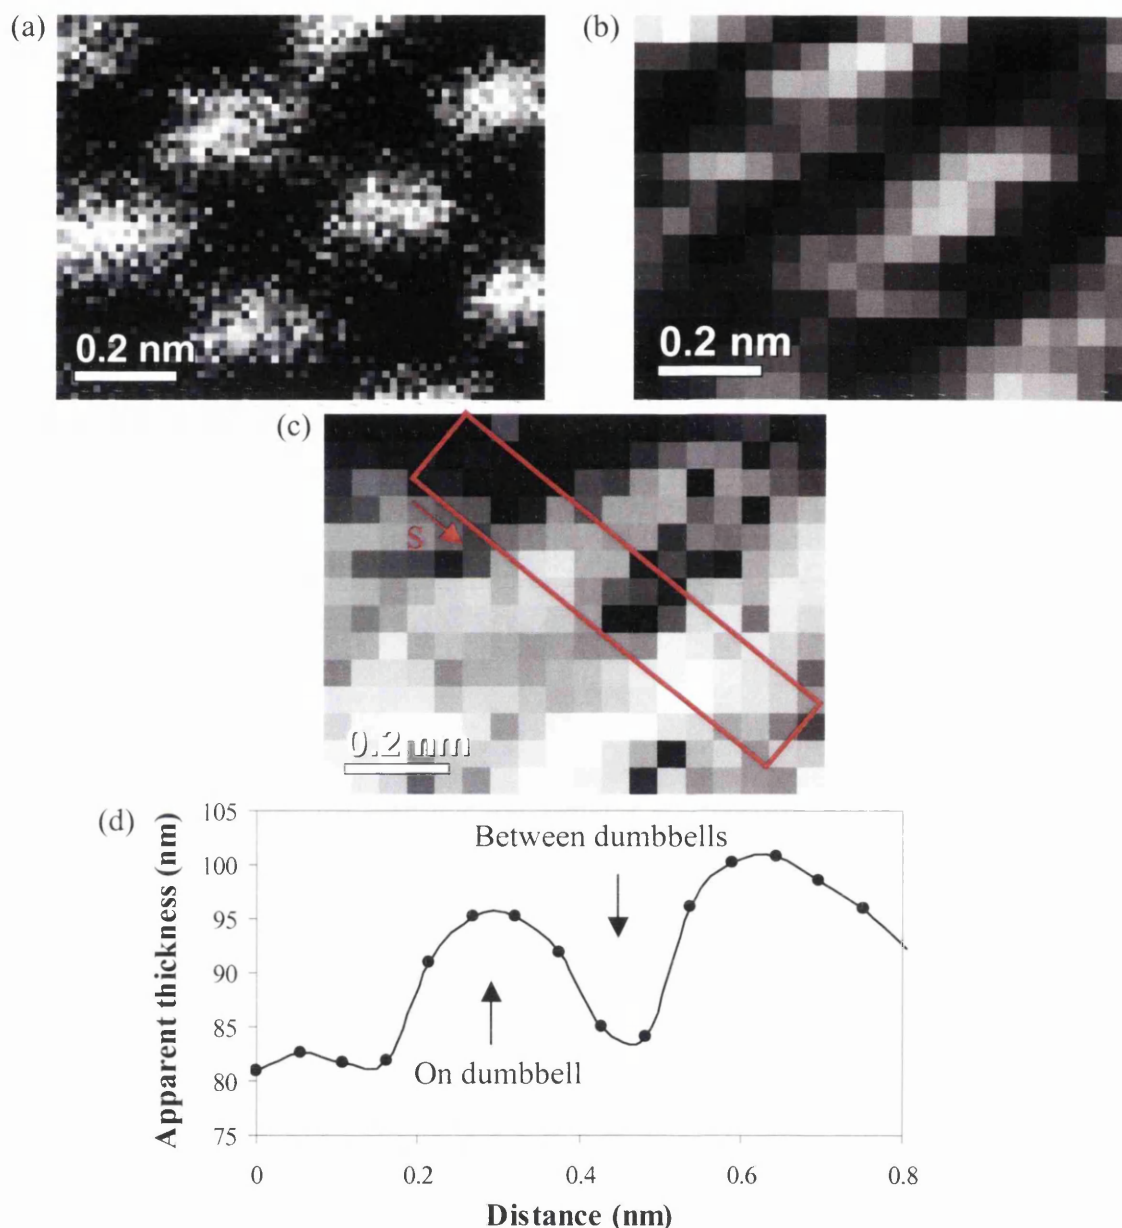 (a)
(b)
0.2 nm
0.2 nm
(c)
S
0.2 nm
(d)
Apparent thickness (nm)
105
100
95
90
85
80
75
Between dumbbells
On dumbbell
0
0.2
0.4
0.6
0.8
Distance (nm)